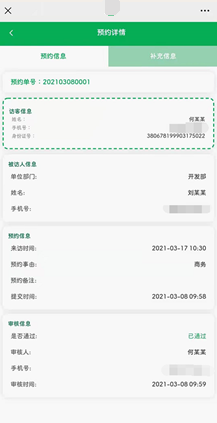 预约详情
预约信息 补充信息
预约单号：202103080001
访客信息
姓名： 何某某
手机号：
身份证号： 380678199903175022
被访人信息
单位部门： 开发部
姓名： 刘某某
手机号：
预约信息
来访时间： 2021-03-17 10:30
预约事由： 商务
预约备注：
提交时间： 2021-03-08 09:58
审核信息
是否通过： 已通过
审核人： 何某某
手机号：
审核时间： 2021-03-08 09:59